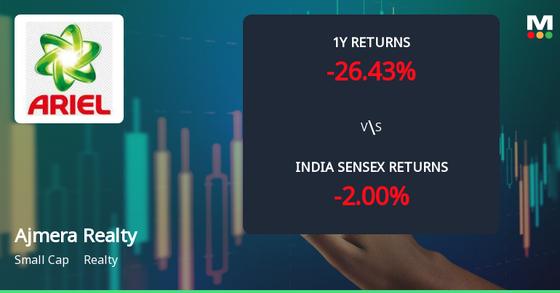 ARIEL
1Y RETURNS
-26.43%
V\S
INDIA SENSEX RETURNS
-2.00%
M
Ajmera Realty
Small Cap Realty